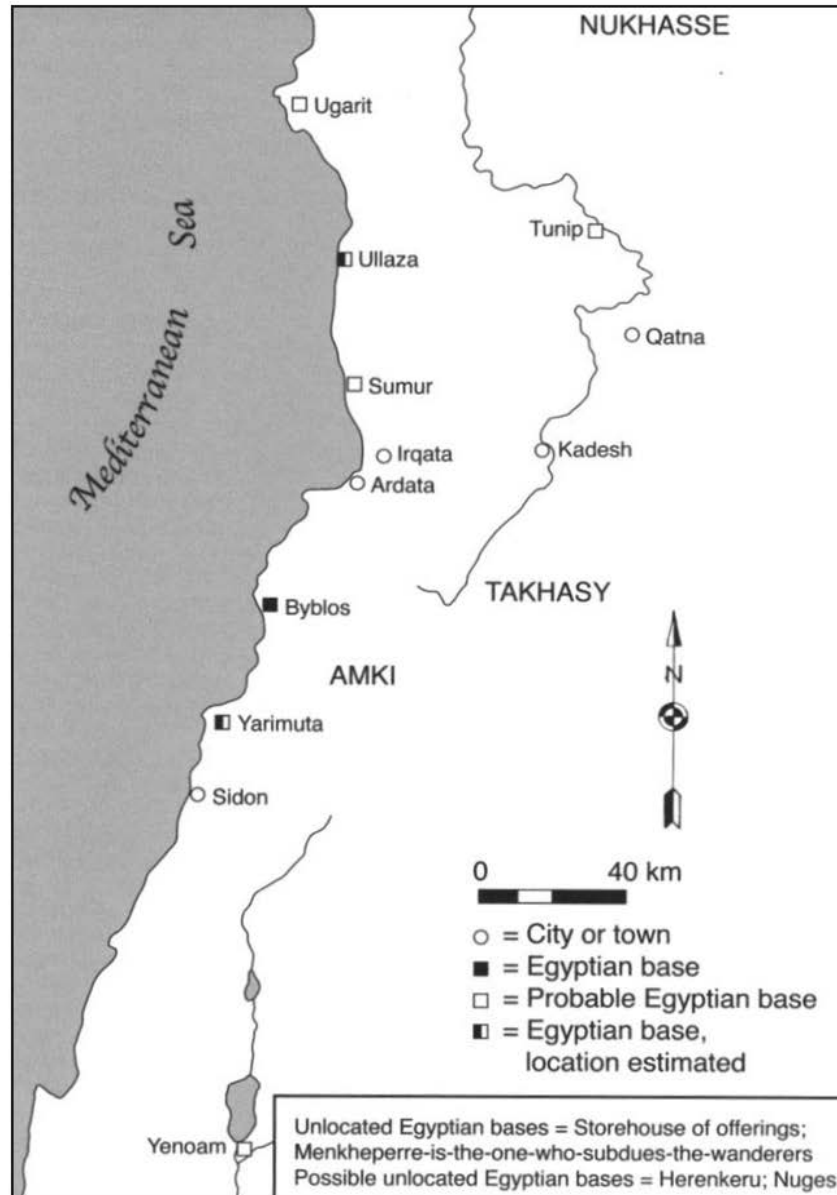 NUKHASSE
Ugarit
Tunip
Ullaza
Qatna
Sumur
Irqata
Kadesh
Ardata
Mediterranean Sea
Byblos
TAKHASY
AMKI
N
Yarimuta
Sidon
0 40 km
= City or town
= Egyptian base
= Probable Egyptian base
= Egyptian base,
location estimated
Yenoam
Unlocated Egyptian bases = Storehouse of offerings;
Menkheperre-is-the-one-who-subdues-the-wanderers
Possible unlocated Egyptian bases = Herenkeru; Nuges